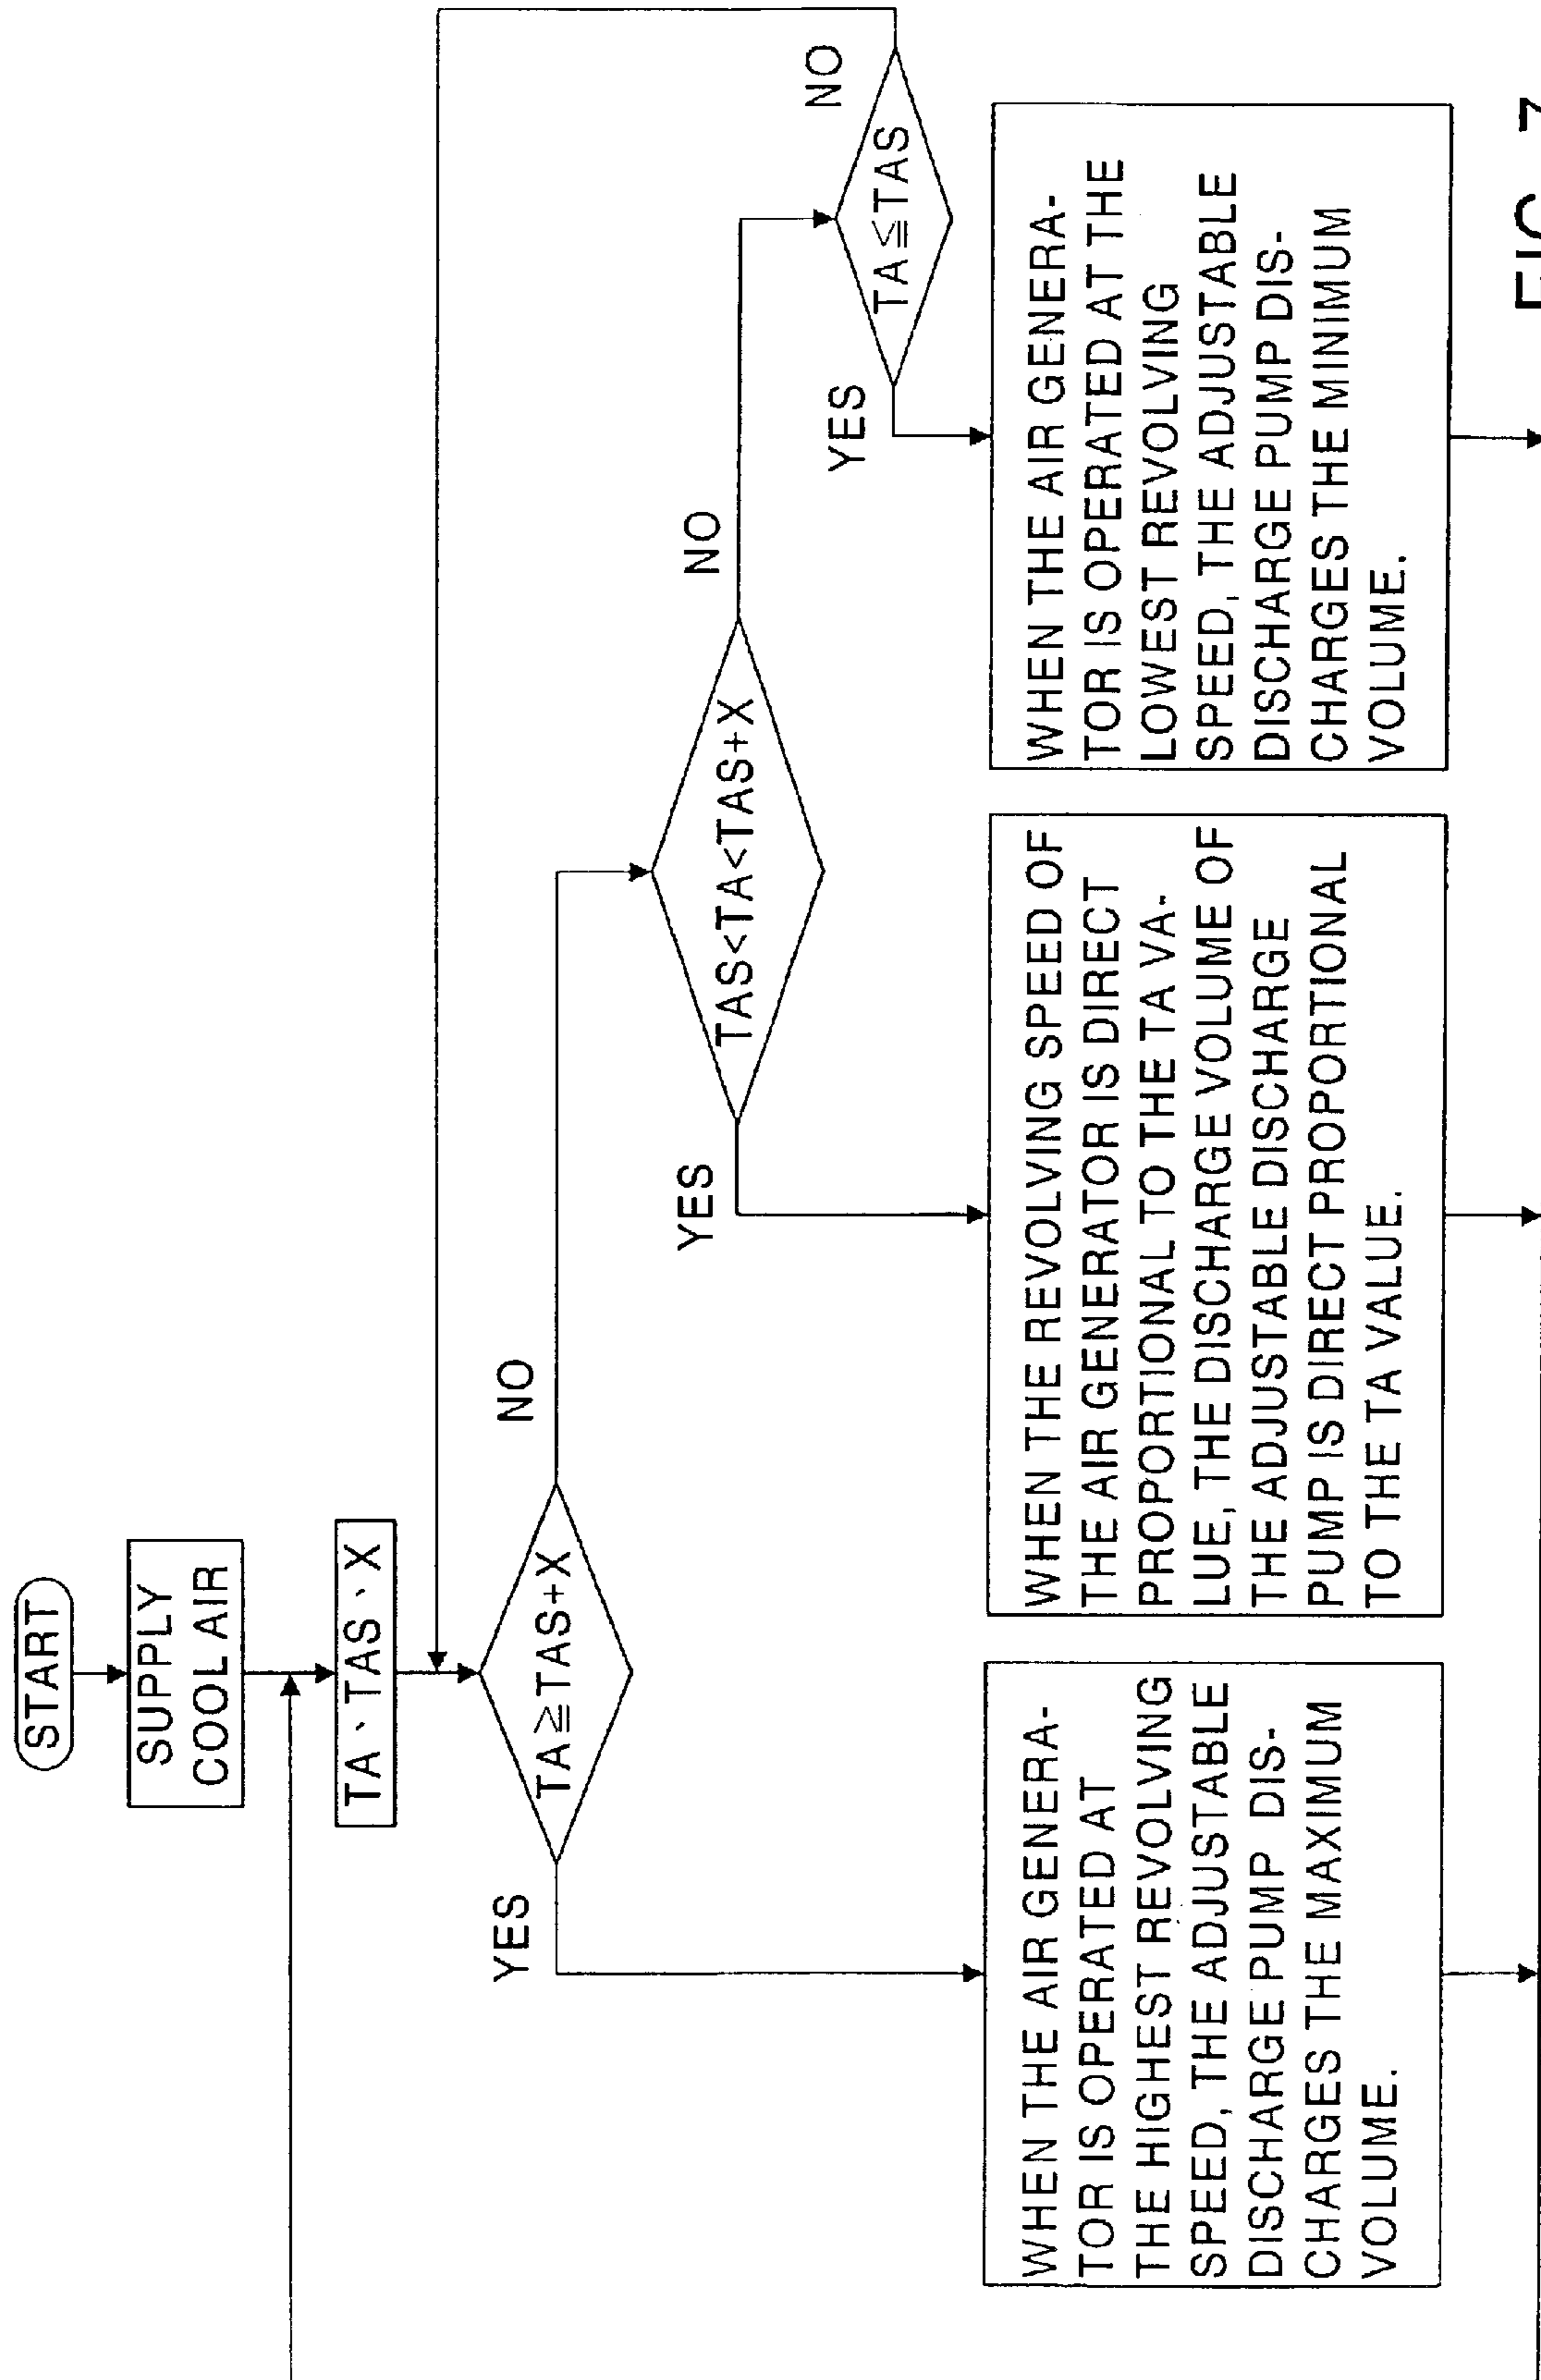 START
SUPPLY
COOL AIR
TA、TAS、X
TA≧TAS+X
YES
NO
TAS<TA<TAS+X
YES
NO
TA≦TAS
YES
NO
WHEN THE AIR GENERA-
TOR IS OPERATED AT
THE HIGHEST REVOLVING
SPEED, THE ADJUSTABLE
DISCHARGE PUMP DIS-
CHARGES THE MAXIMUM
VOLUME.
WHEN THE REVOLVING SPEED OF
THE AIR GENERATOR IS DIRECT
PROPORTIONAL TO THE TA VA-
LUE, THE DISCHARGE VOLUME OF
THE ADJUSTABLE DISCHARGE
PUMP IS DIRECT PROPORTIONAL
TO THE TA VALUE.
WHEN THE AIR GENERA-
TOR IS OPERATED AT THE
LOWEST REVOLVING
SPEED, THE ADJUSTABLE
DISCHARGE PUMP DIS-
CHARGES THE MINIMUM
VOLUME.